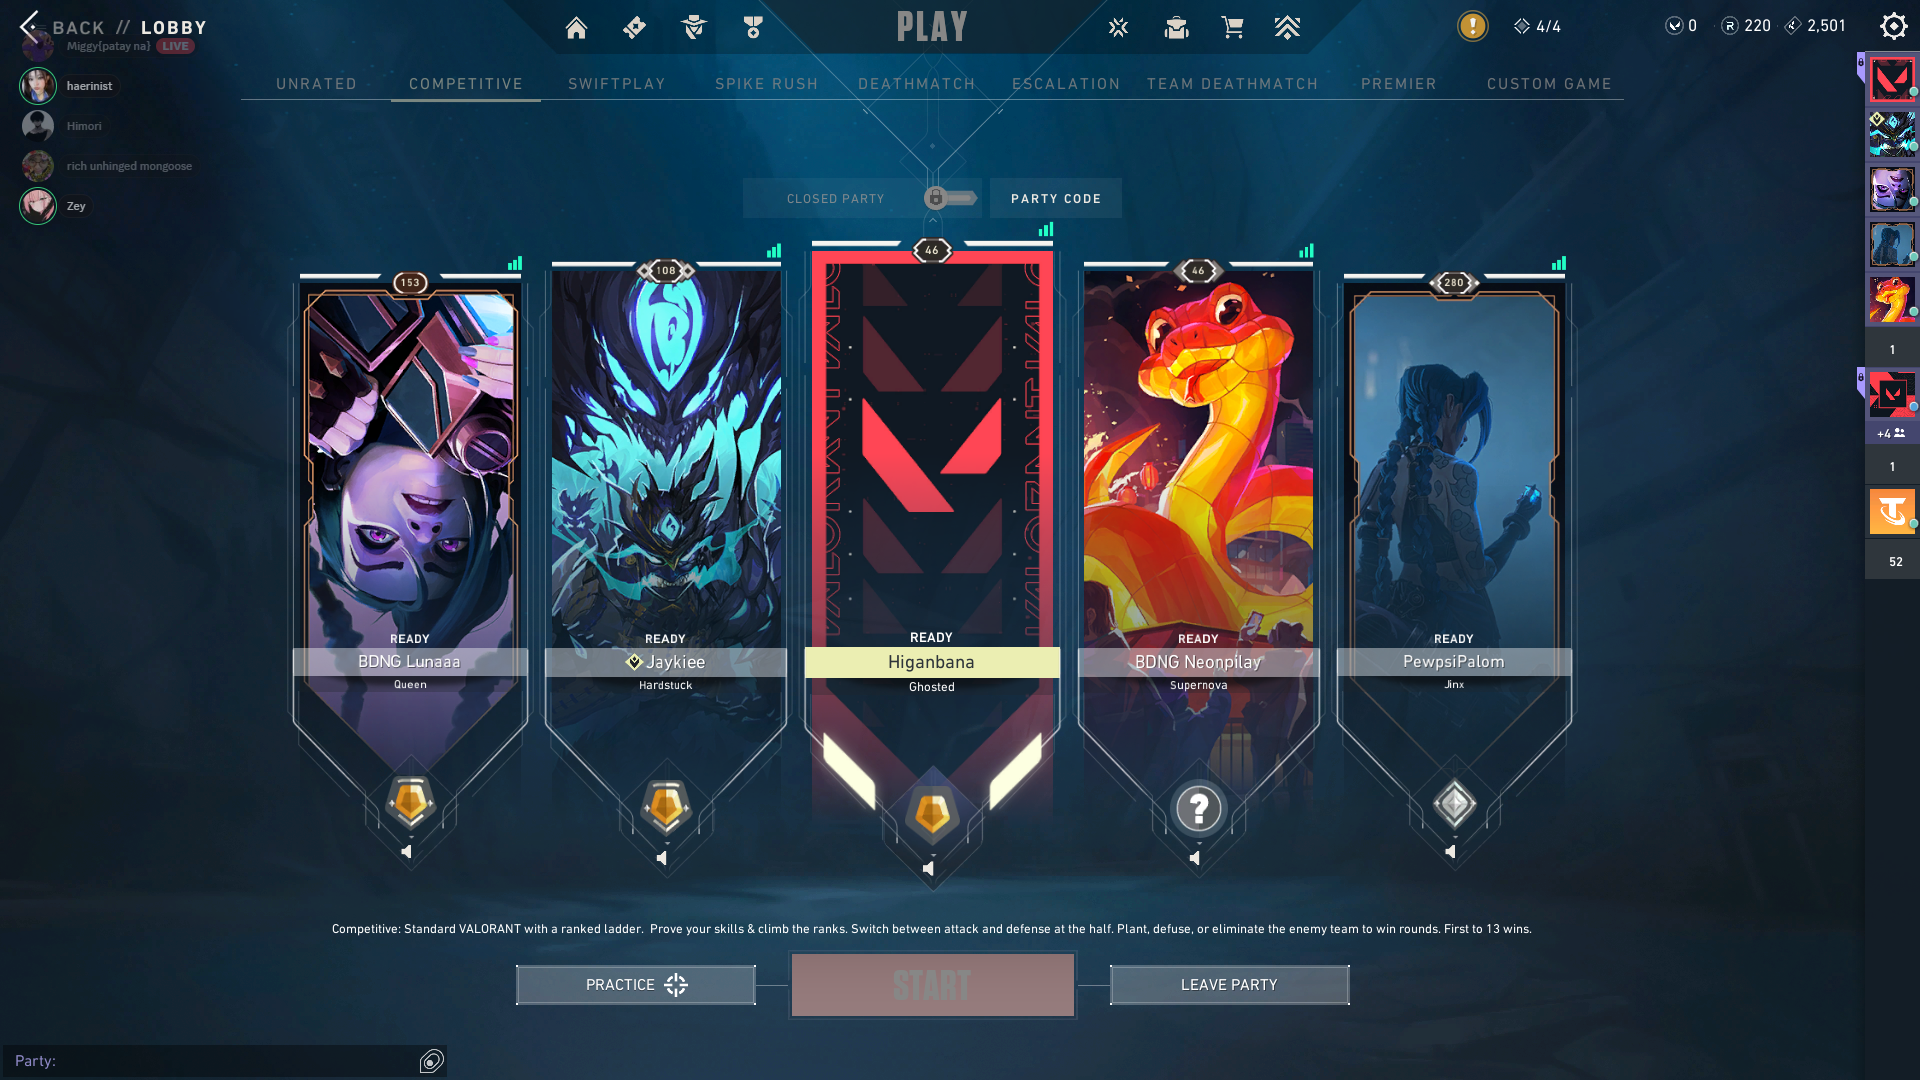 BACK // LOBBY
PLAY
4/4
0
220
2,501
Miggy{patay na} LIVE
haerinist
Himori
rich unhinged mongoose
Zey
UNRATED
COMPETITIVE
SWIFTPLAY
SPIKE RUSH
DEATHMATCH
ESCALATION
TEAM DEATHMATCH
PREMIER
CUSTOM GAME
CLOSED PARTY
PARTY CODE
153
108
46
46
280
READY
BDNG Lunaaa
Queen
READY
Jaykiee
Hardstuck
READY
Higanbana
Ghosted
READY
BDNG Neonpilay
Supernova
READY
PewpsiPalom
Jinx
?
1
+4
1
52
Competitive: Standard VALORANT with a ranked ladder. Prove your skills & climb the ranks. Switch between attack and defense at the half. Plant, defuse, or eliminate the enemy team to win rounds. First to 13 wins.
PRACTICE
START
LEAVE PARTY
Party: